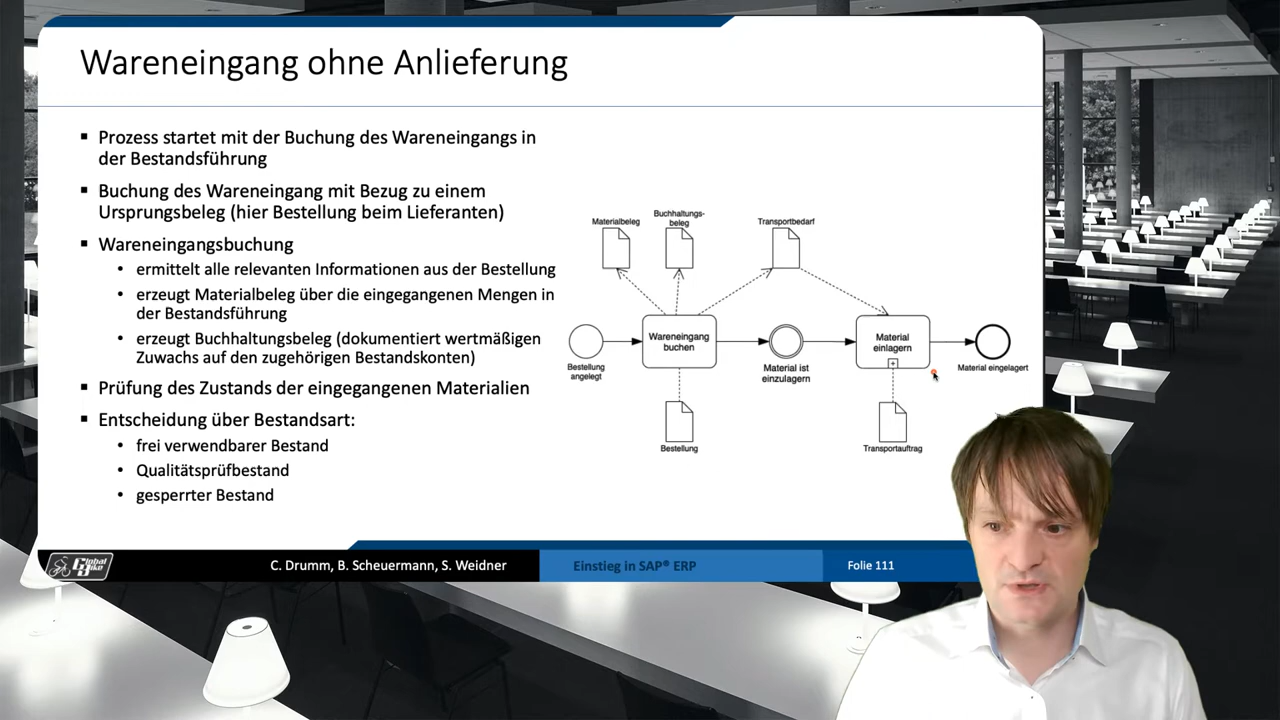 Wareneingang ohne Anlieferung
Prozess startet mit der Buchung des Wareneingangs in
der Bestandsführung
Buchung des Wareneingang mit Bezug zu einem
Ursprungsbeleg (hier Bestellung beim Lieferanten)
Wareneingangsbuchung
ermittelt alle relevanten Informationen aus der Bestellung
erzeugt Materialbeleg über die eingegangenen Mengen in
der Bestandsführung
erzeugt Buchhaltungsbeleg (dokumentiert wertmäßigen
Zuwachs auf den zugehörigen Bestandskonten)
Prüfung des Zustands der eingegangenen Materialien
Entscheidung über Bestandsart:
frei verwendbarer Bestand
Qualitätsprüfbestand
gesperrter Bestand
Materialbeleg
Buchhaltungs-
beleg
Transportbedarf
Bestellung
angelegt
Wareneingang
buchen
Material ist
einzulagern
Material
einlagern
Material eingelagert
Bestellung
Transportauftrag
Global
Bike
C. Drumm, B. Scheuermann, S. Weidner
Einstieg in SAP® ERP
Folie 111